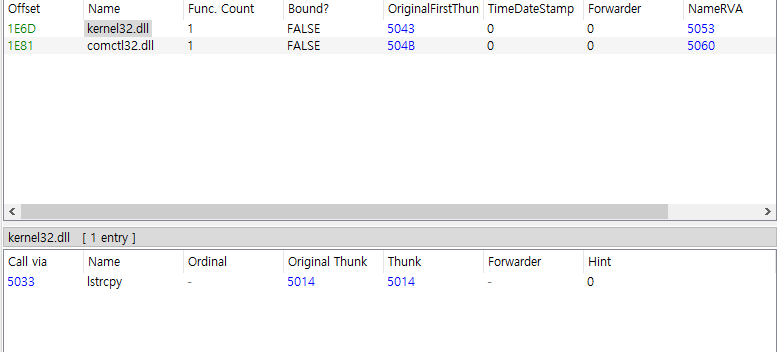 Offset Name Func. Count Bound? OriginalFirstThun TimeDateStamp Forwarder NameRVA
1E6D kernel32.dll 1 FALSE 5043 0 0 5053
1E81 comctl32.dll 1 FALSE 504B 0 0 5060
kernel32.dll [ 1 entry ]
Call via Name Ordinal Original Thunk Thunk Forwarder Hint
5033 lstrcpy - 5014 5014 - 0